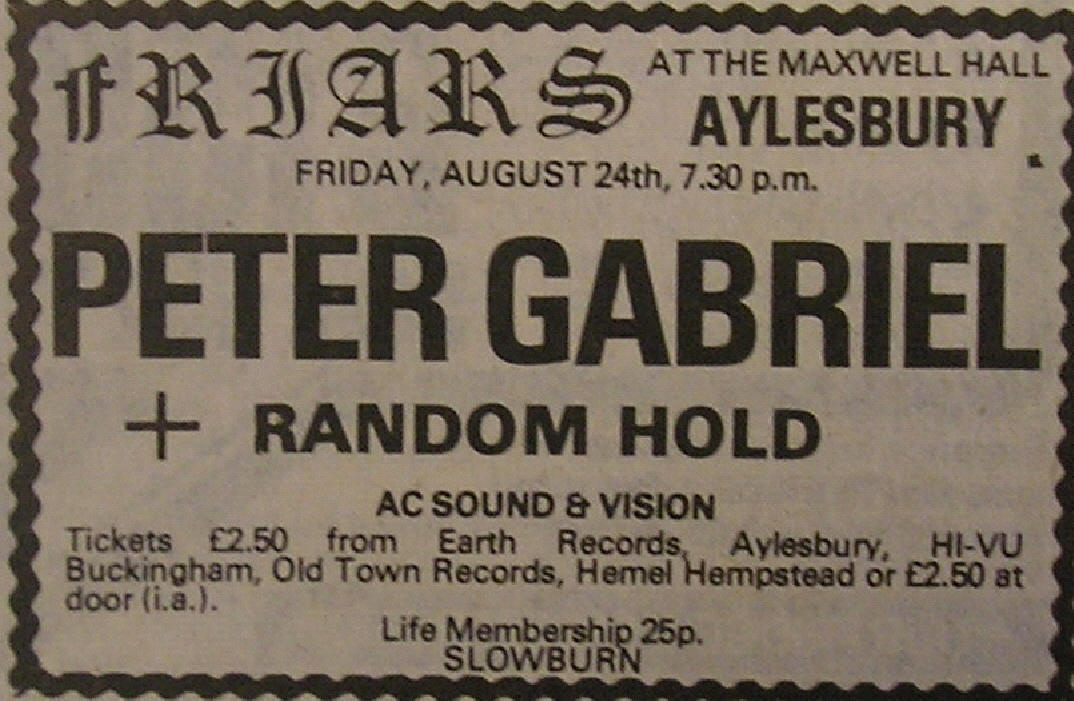 fRIARS AT THE MAXWELL HALL
AYLESBURY
FRIDAY, AUGUST 24th, 7.30 p.m.
PETER GABRIEL
+ RANDOM HOLD
AC SOUND & VISION
Tickets £2.50 from Earth Records, Aylesbury, HI-VU
Buckingham, Old Town Records, Hemel Hempstead or £2.50 at
door (i.a.).
Life Membership 25p.
SLOWBURN